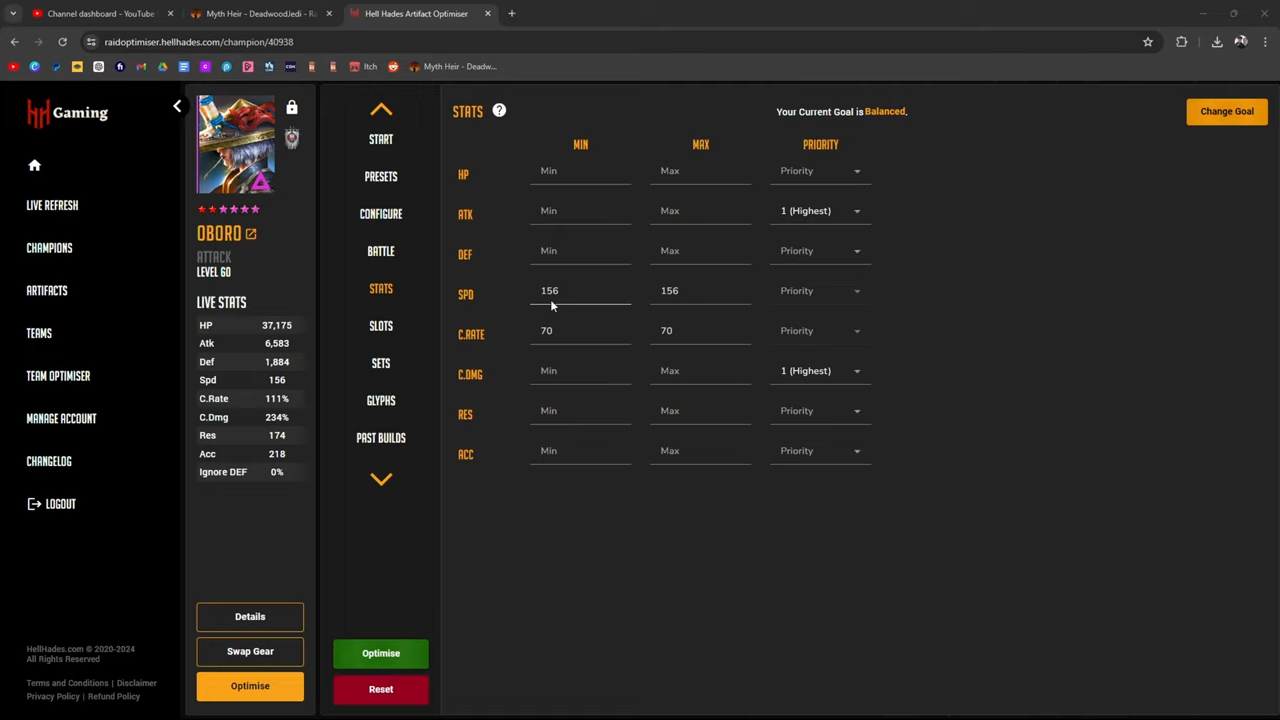 Channel dashboard - YouTube
Myth Heir - DeadwoodJedi - Ra
Hell Hades Artifact Optimiser
raidoptimiser.hellhades.com/champion/40938
Itch
Myth Heir - Deadw...
Gaming
LIVE REFRESH
CHAMPIONS
ARTIFACTS
TEAMS
TEAM OPTIMISER
MANAGE ACCOUNT
CHANGELOG
LOGOUT
HellHades.com © 2020-2024
All Rights Reserved
Terms and Conditions | Disclaimer
Privacy Policy | Refund Policy
OBORO
ATTACK
LEVEL 60
LIVE STATS
HP 37,175
Atk 6,583
Def 1,884
Spd 156
C.Rate 111%
C.Dmg 234%
Res 174
Acc 218
Ignore DEF 0%
Details
Swap Gear
Optimise
START
PRESETS
CONFIGURE
BATTLE
STATS
SLOTS
SETS
GLYPHS
PAST BUILDS
Optimise
Reset
STATS ?
Your Current Goal is Balanced.
Change Goal
MIN MAX PRIORITY
HP Min Max Priority
ATK Min Max 1 (Highest)
DEF Min Max Priority
SPD 156 156 Priority
C.RATE 70 70 Priority
C.DMG Min Max 1 (Highest)
RES Min Max Priority
ACC Min Max Priority